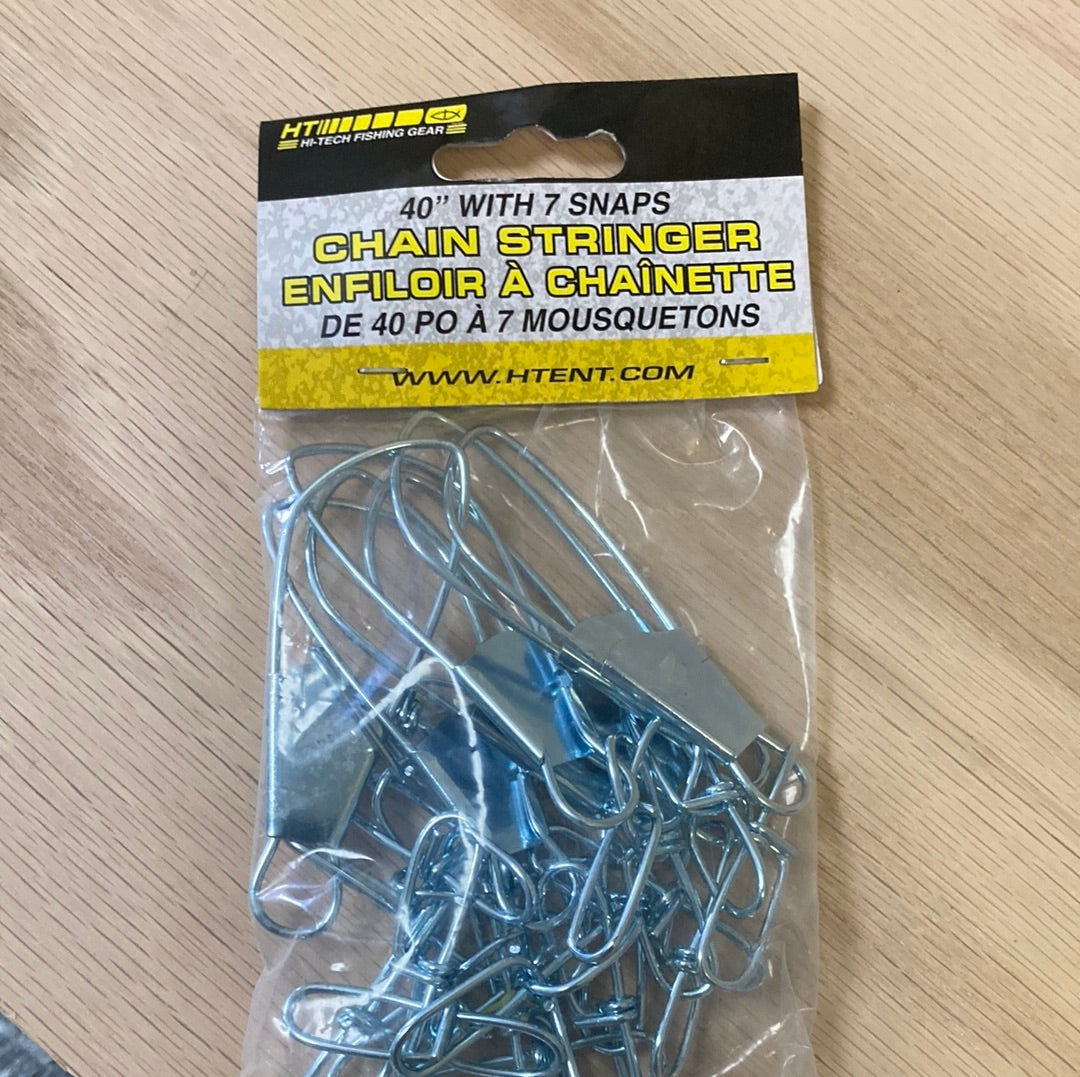 HT
HI-TECH FISHING GEAR
40" WITH 7 SNAPS
CHAIN STRINGER
ENFILOIR À CHAÎNETTE
DE 40 PO À 7 MOUSQUETONS
WWW.HTENT.COM